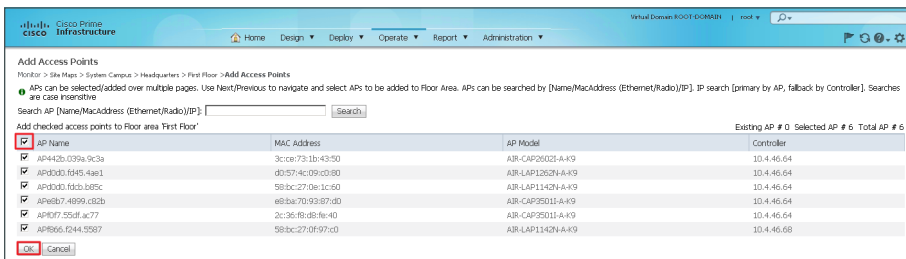 Virtual Domain ROOT-DOMAIN | root
Cisco Prime
CISCO Infrastructure
Home Design Deploy Operate Report Administration
Add Access Points
Monitor > Site Maps > System Campus > Headquarters > First Floor >Add Access Points
APs can be selected/added over multiple pages. Use Next/Previous to navigate and select APs to be added to Floor Area. APs can be searched by [Name/MacAddress (Ethernet/Radio)/IP]. IP search [primary by AP, fallback by Controller]. Searches
are case insensitive
Search AP [Name/MacAddress (Ethernet/Radio)/IP]: Search
Add checked access points to Floor area 'First Floor' Existing AP # 0 Selected AP # 6 Total AP # 6
AP Name MAC Address AP Model Controller
AP442b.039a.9c3a 3c:ce:73:1b:43:50 AIR-CAP2602I-A-K9 10.4.46.64
APd0d0.fd45.4ae1 d0:57:4c:09:c0:80 AIR-LAP1262N-A-K9 10.4.46.64
APd0d0.fdcb.b85c 58:bc:27:0e:1c:60 AIR-LAP1142N-A-K9 10.4.46.64
APe8b7.4899.c82b e8:ba:70:93:87:d0 AIR-CAP3501I-A-K9 10.4.46.64
APf0f7.55df.ac77 2c:36:f8:d8:fe:40 AIR-CAP3501I-A-K9 10.4.46.64
APf866.f244.5587 58:bc:27:0f:97:c0 AIR-LAP1142N-A-K9 10.4.46.68
OK Cancel